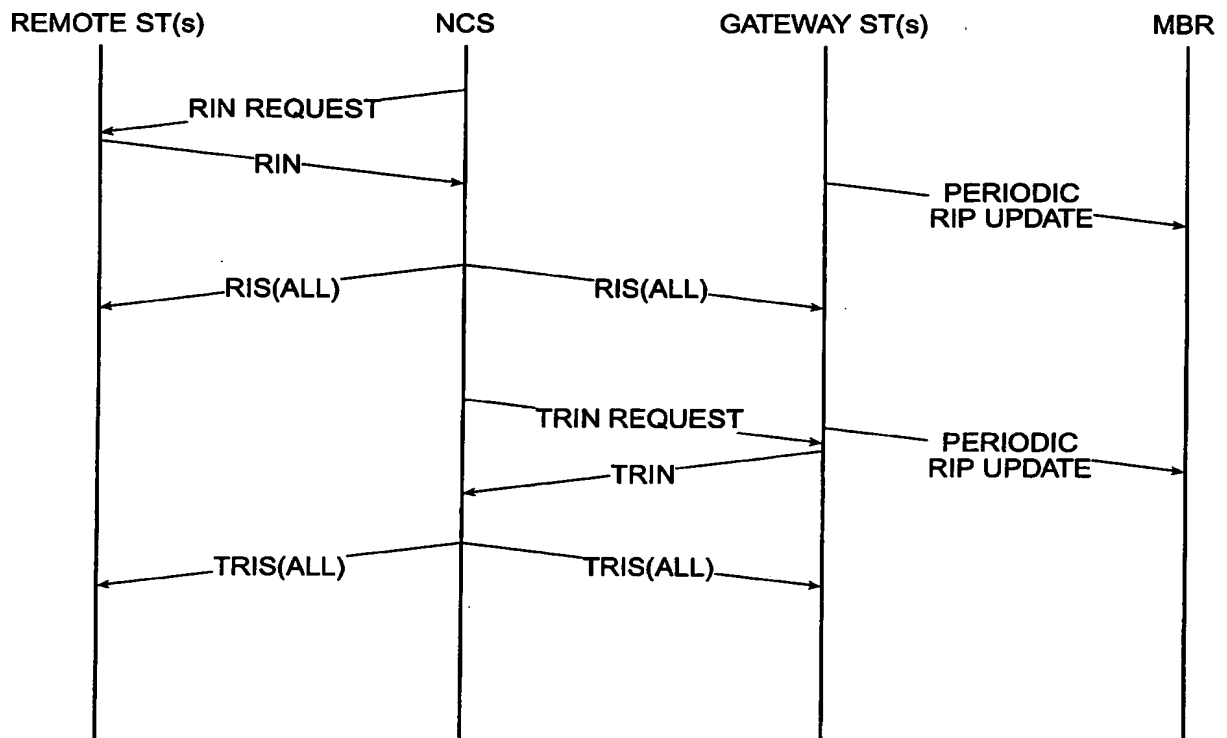 REMOTE ST(s)
NCS
GATEWAY ST(s)
MBR
RIN REQUEST
RIN
PERIODIC
RIP UPDATE
RIS(ALL)
RIS(ALL)
TRIN REQUEST
PERIODIC
RIP UPDATE
TRIN
TRIS(ALL)
TRIS(ALL)